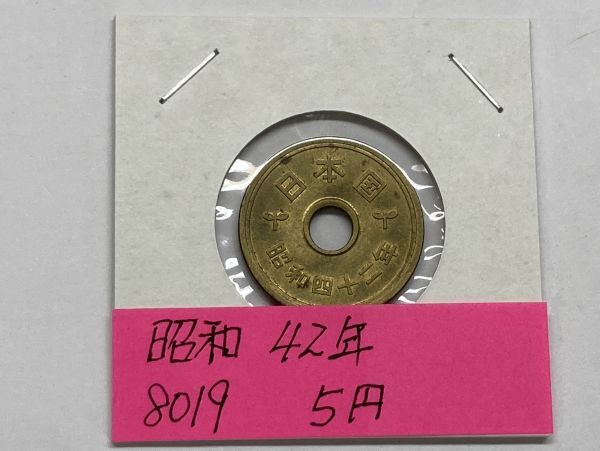 日本国
昭和四十二年
昭和 42年
8019 5円